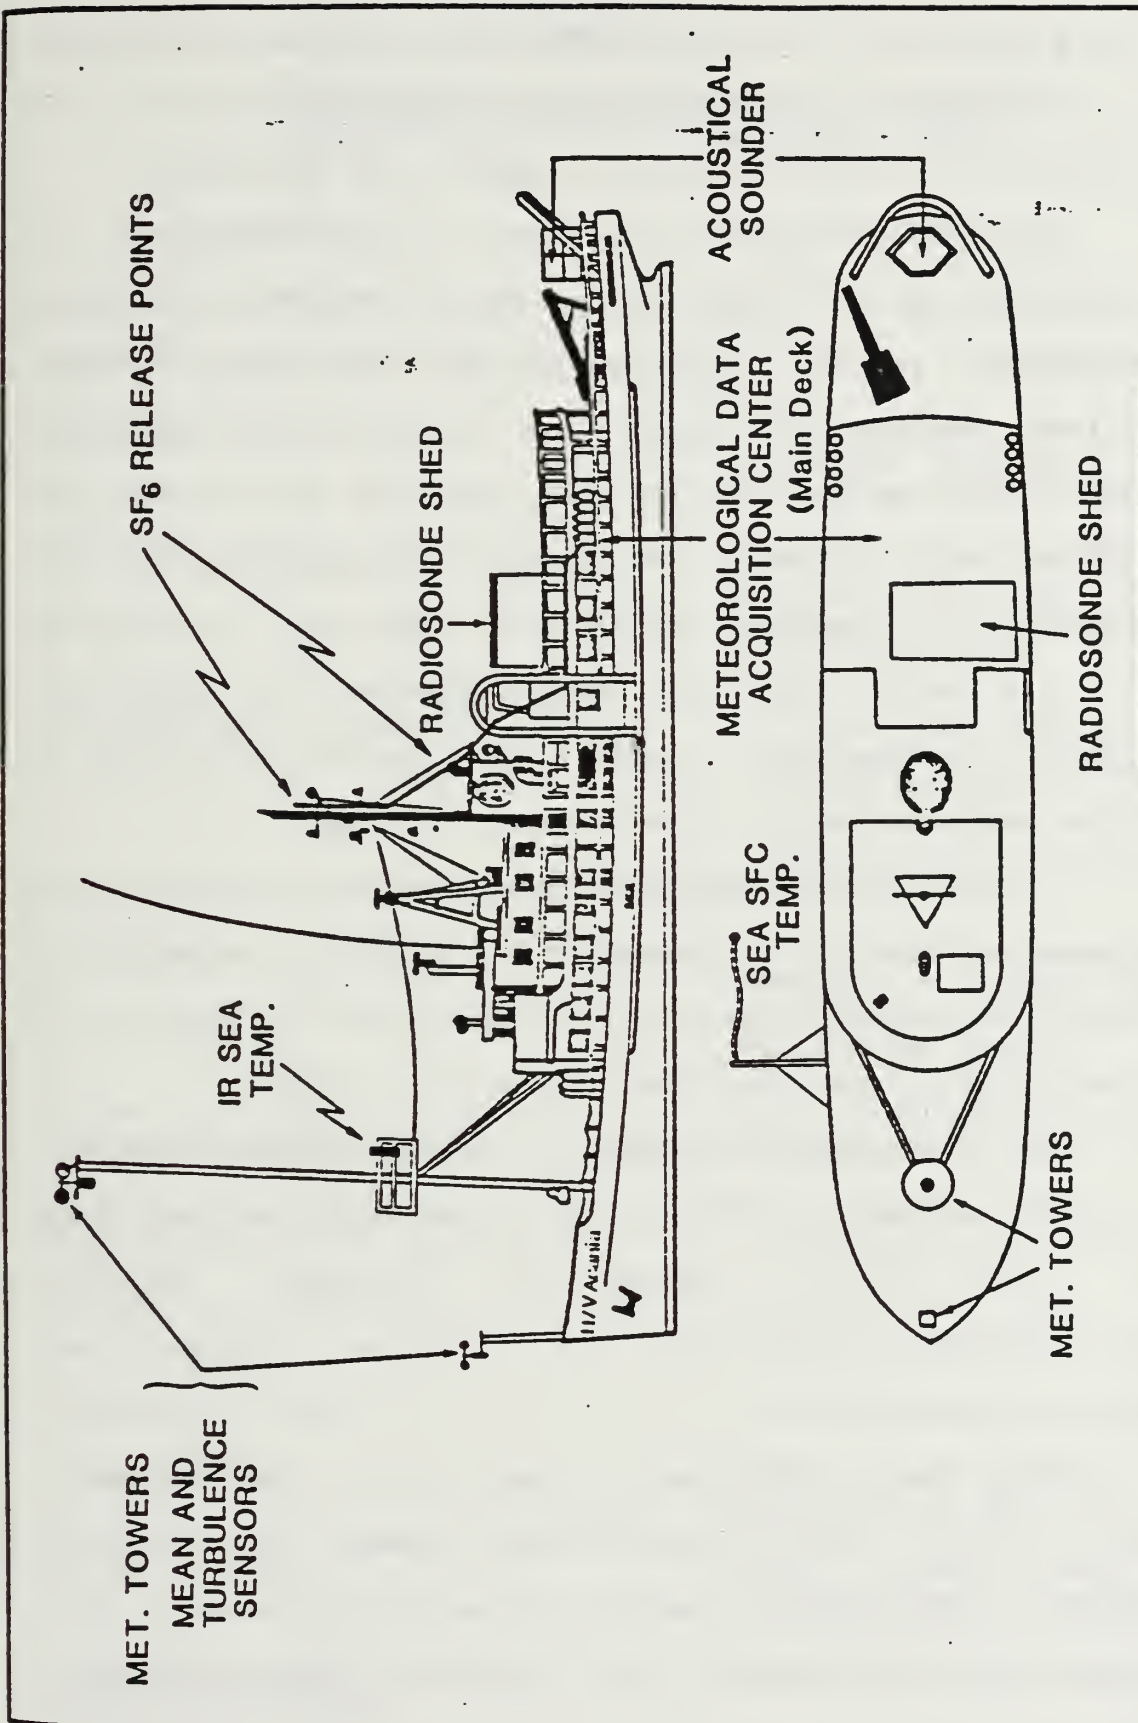 MET. TOWERS
MEAN AND
TURBULENCE
SENSORS
IR SEA
TEMP.
SF6 RELEASE POINTS
RADIOSONDE SHED
ACOUSTICAL
SOUNDER
METEOROLOGICAL DATA
ACQUISITION CENTER
(Main Deck)
SEA SFC
TEMP.
MET. TOWERS
RADIOSONDE SHED